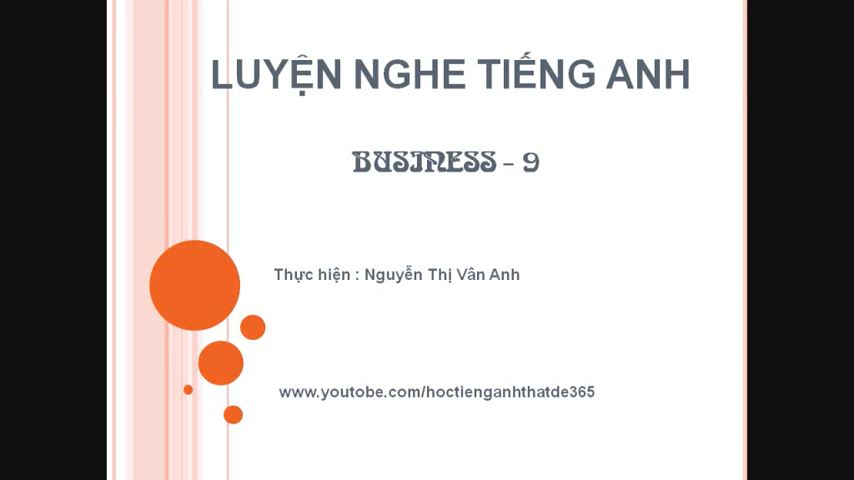 LUYỆN NGHE TIẾNG ANH
BUSINESS – 9
Thực hiện : Nguyễn Thị Vân Anh
www.youtobe.com/hoctienganhthatde365